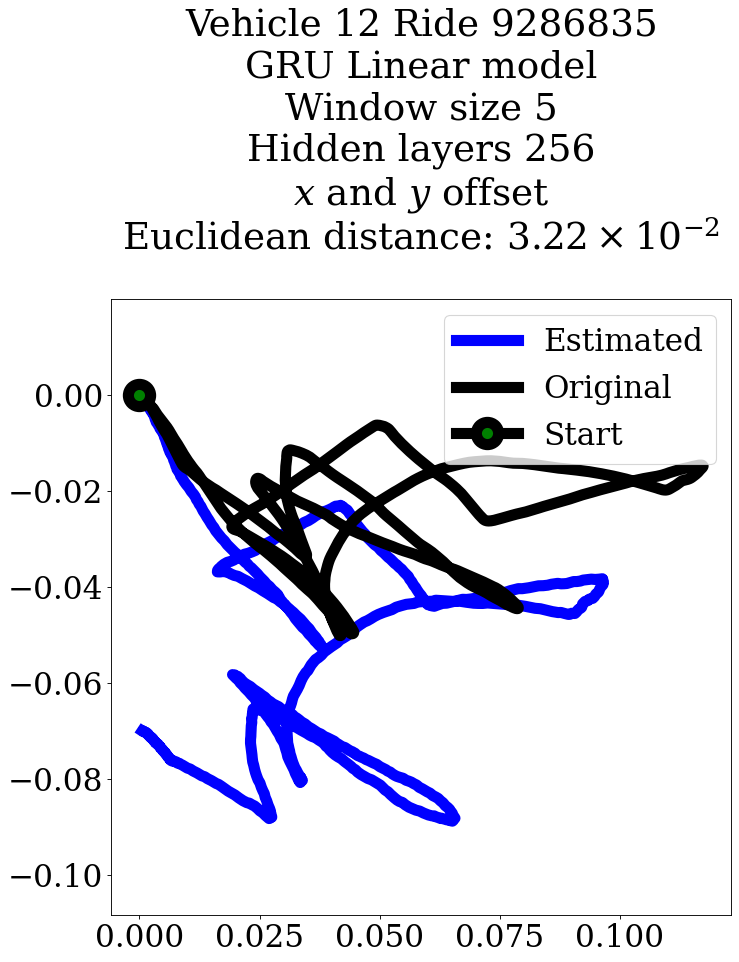 Vehicle 12 Ride 9286835
GRU Linear model
Window size 5
Hidden layers 256
x and y offset
Euclidean distance: 3.22 × 10⁻²
Estimated
Original
Start
0.00
−0.02
−0.04
−0.06
−0.08
−0.10
0.000 0.025 0.050 0.075 0.100